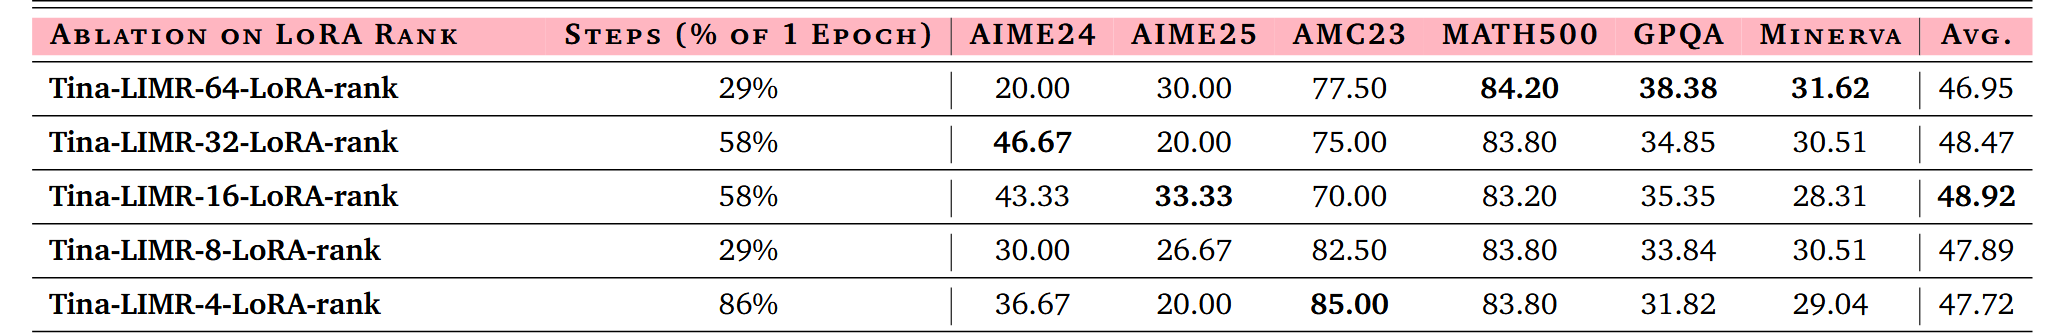 ABLATION ON LORA RANK STEPS (% OF 1 EPOCH) AIME24 AIME25 AMC23 MATH500 GPQA MINERVA AVG.
Tina-LIMR-64-LoRA-rank 29% 20.00 30.00 77.50 84.20 38.38 31.62 46.95
Tina-LIMR-32-LoRA-rank 58% 46.67 20.00 75.00 83.80 34.85 30.51 48.47
Tina-LIMR-16-LoRA-rank 58% 43.33 33.33 70.00 83.20 35.35 28.31 48.92
Tina-LIMR-8-LoRA-rank 29% 30.00 26.67 82.50 83.80 33.84 30.51 47.89
Tina-LIMR-4-LoRA-rank 86% 36.67 20.00 85.00 83.80 31.82 29.04 47.72